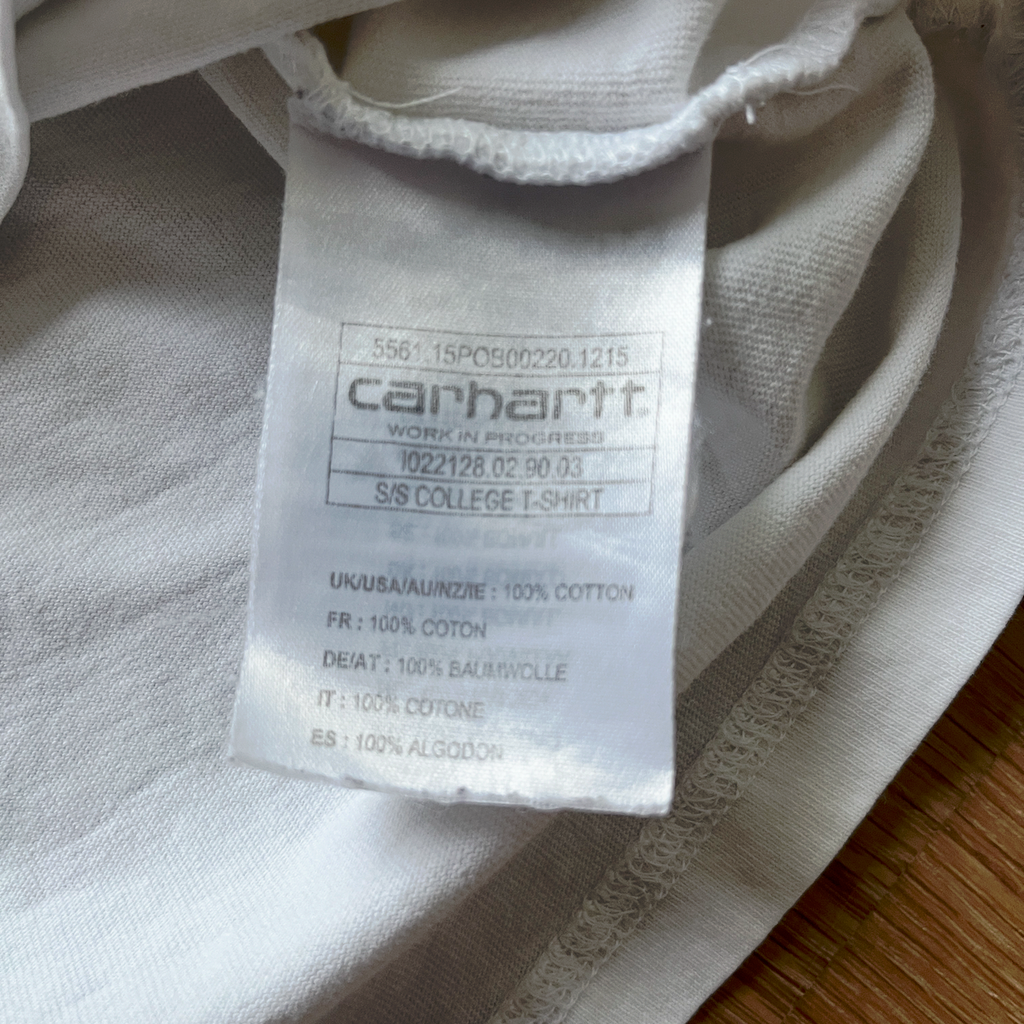 5561 15POB00220.1215
carhartt
WORK IN PROGRESS
I022128.02.90.03
S/S COLLEGE T-SHIRT
UK/USA/AU/NZ/IE : 100% COTTON
FR : 100% COTON
DE/AT : 100% BAUMWOLLE
IT : 100% COTONE
ES : 100% ALGODON